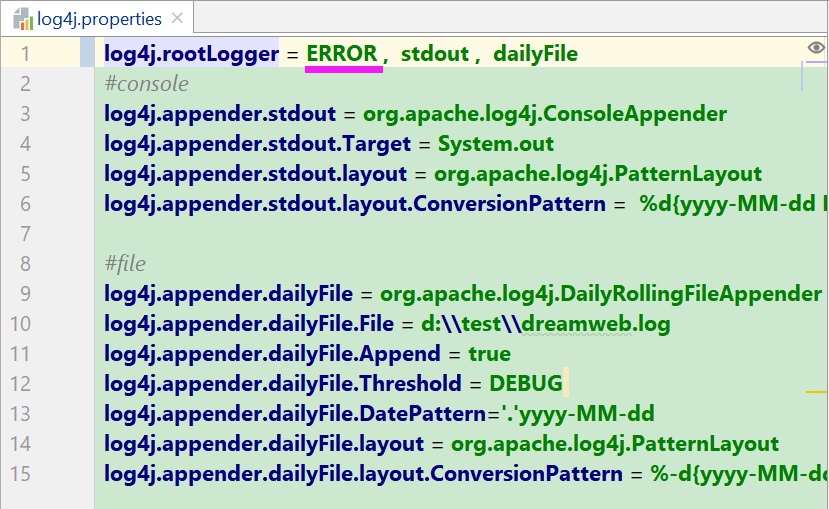 log4j.properties
1 log4j.rootLogger = ERROR , stdout , dailyFile
2 #console
3 log4j.appender.stdout = org.apache.log4j.ConsoleAppender
4 log4j.appender.stdout.Target = System.out
5 log4j.appender.stdout.layout = org.apache.log4j.PatternLayout
6 log4j.appender.stdout.layout.ConversionPattern = %d{yyyy-MM-dd
7
8 #file
9 log4j.appender.dailyFile = org.apache.log4j.DailyRollingFileAppender
10 log4j.appender.dailyFile.File = d:\\test\\dreamweb.log
11 log4j.appender.dailyFile.Append = true
12 log4j.appender.dailyFile.Threshold = DEBUG
13 log4j.appender.dailyFile.DatePattern='.'yyyy-MM-dd
14 log4j.appender.dailyFile.layout = org.apache.log4j.PatternLayout
15 log4j.appender.dailyFile.layout.ConversionPattern = %-d{yyyy-MM-dd